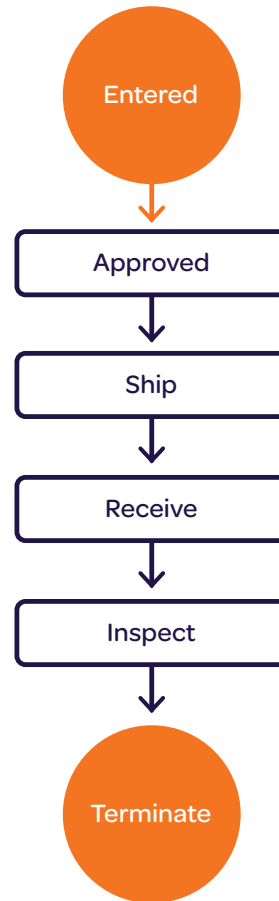 Entered
Approved
Ship
Receive
Inspect
Terminate